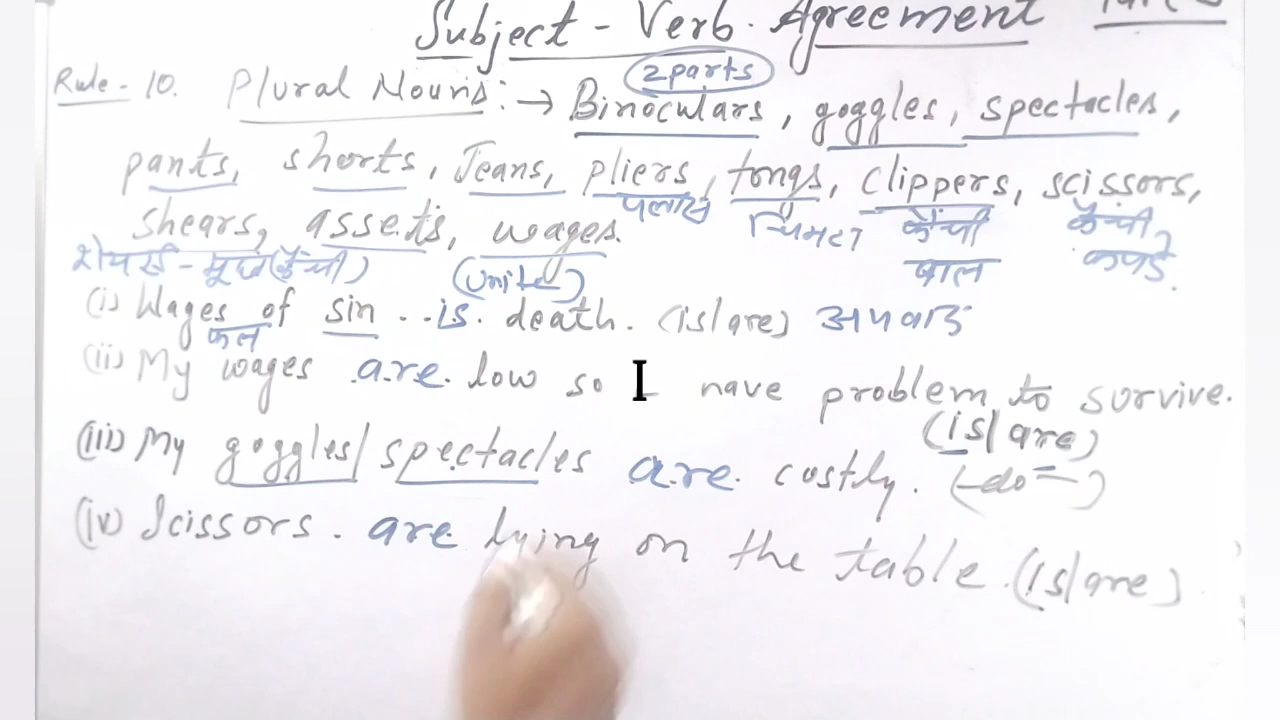 Subject - Verb. Agreement
2 parts
Rule - 10. Plural Nouns :→ Binoculars, goggles, spectacles,
pants, shorts, Jeans, pliers, tongs, clippers, scissors,
पलास चिमटा कैंची कैंची,
shears, assets, wages.
बाल कपड़े.
(i) Wages of sin .. is. death. (is/are) अपवाद
फल
(ii) My wages .are. low so I have problem to survive.
(is/are)
(iii) My goggles/spectacles are. costly. (-do=)
(iv) Scissors. are lying on the table. (is/are)